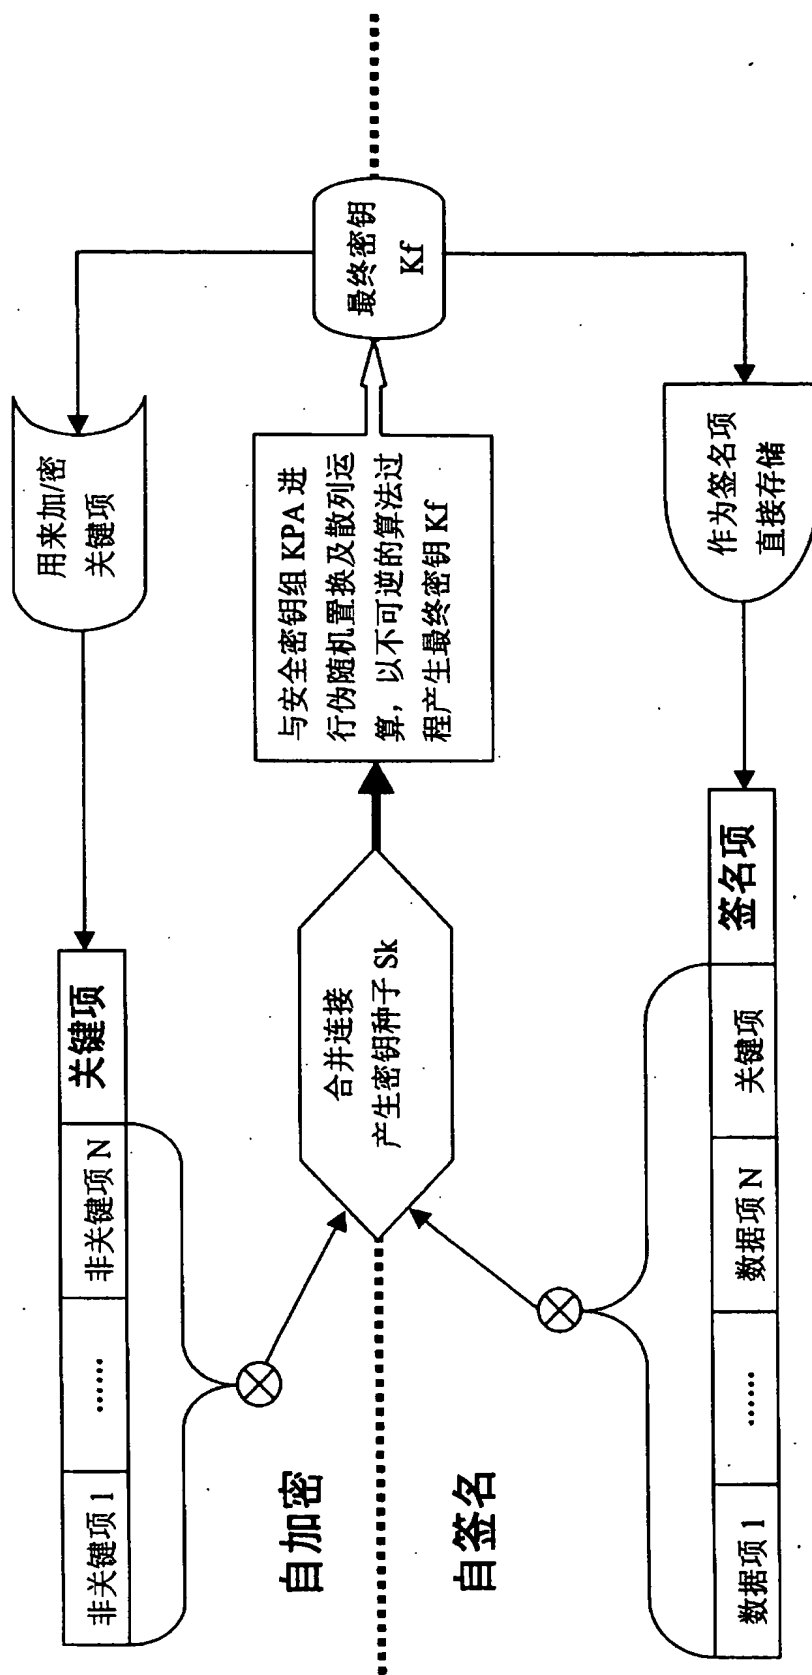 非关键项 1
……
非关键项 N
关键项
用来加/密
关键项
自加密
合并连接
产生密钥种子 Sk
与安全密钥组 KPA 进
行伪随机置换及散列运
算，以不可逆的算法过
程产生最终密钥 Kf
最终密钥
Kf
自签名
作为签名项
直接存储
数据项 1
……
数据项 N
关键项
签名项